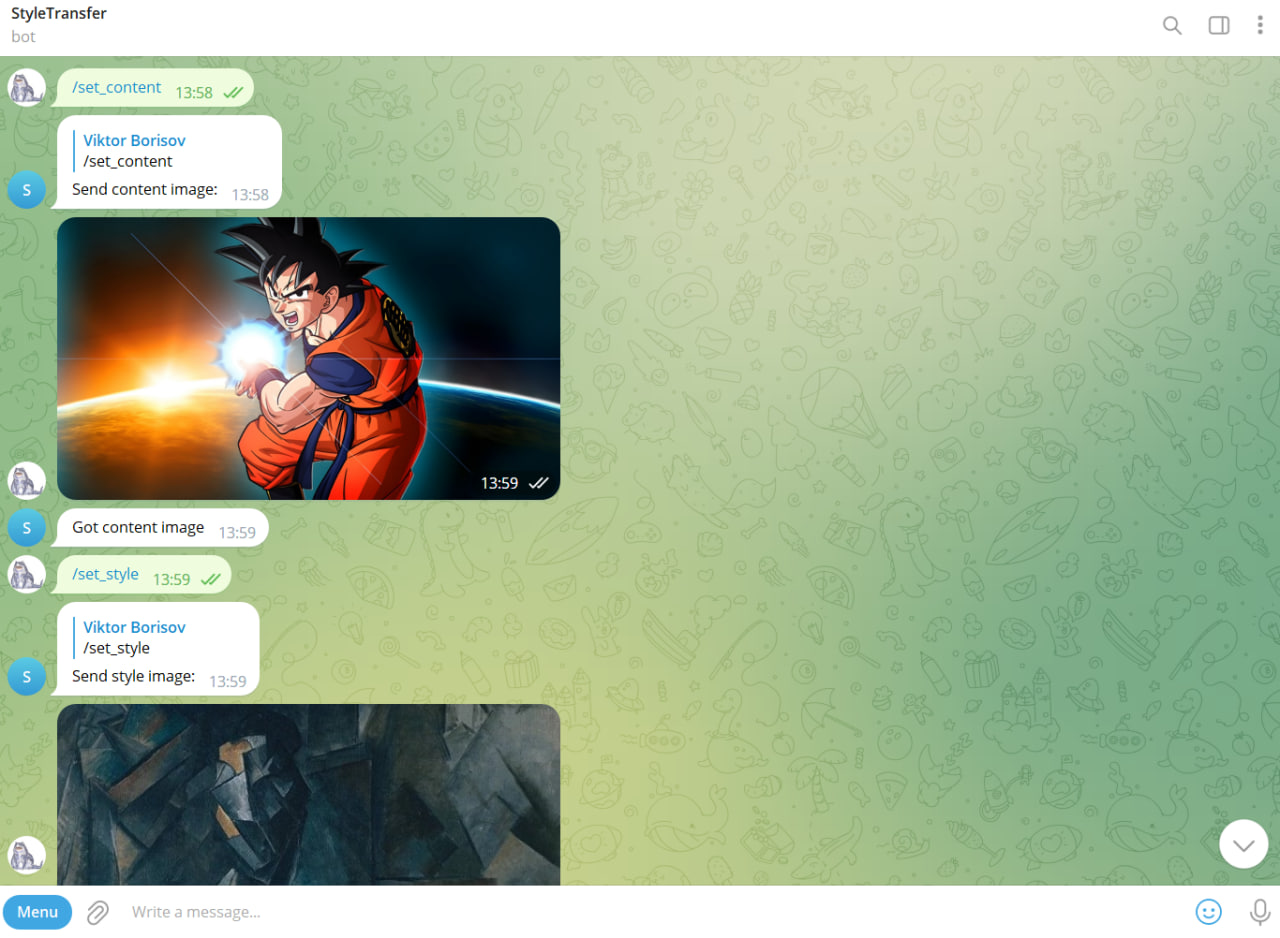 StyleTransfer
bot
/set_content 13:58
Viktor Borisov
/set_content
Send content image: 13:58
13:59
S
S
Got content image 13:59
/set_style 13:59
Viktor Borisov
/set_style
Send style image: 13:59
S
Menu
Write a message...